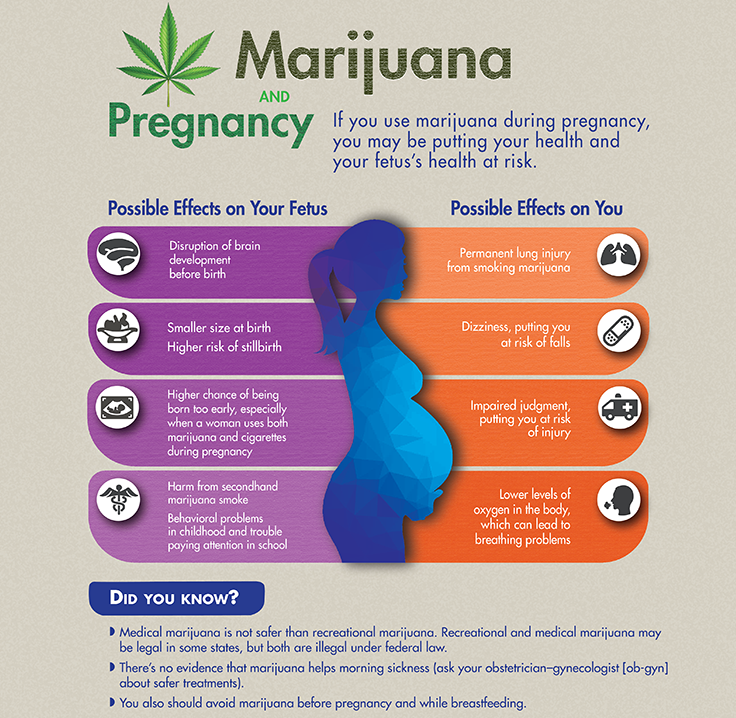 Marijuana
AND
Pregnancy
If you use marijuana during pregnancy,
you may be putting your health and
your fetus's health at risk.
Possible Effects on Your Fetus
Disruption of brain
development
before birth
Smaller size at birth
Higher risk of stillbirth
Higher chance of being
born too early, especially
when a woman uses both
marijuana and cigarettes
during pregnancy
Harm from secondhand
marijuana smoke
Behavioral problems
in childhood and trouble
paying attention in school
Possible Effects on You
Permanent lung injury
from smoking marijuana
Dizziness, putting you
at risk of falls
Impaired judgment,
putting you at risk
of injury
Lower levels of
oxygen in the body,
which can lead to
breathing problems
DID YOU KNOW?
Medical marijuana is not safer than recreational marijuana. Recreational and medical marijuana may
be legal in some states, but both are illegal under federal law.
There's no evidence that marijuana helps morning sickness (ask your obstetrician–gynecologist [ob-gyn]
about safer treatments).
You also should avoid marijuana before pregnancy and while breastfeeding.